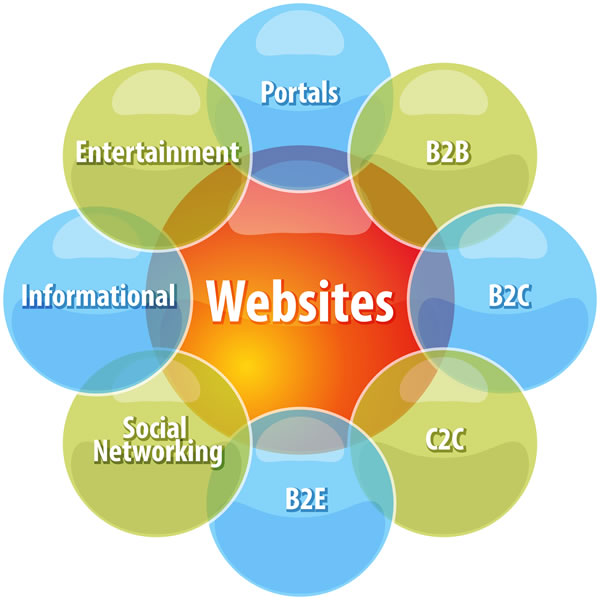 Portals
Entertainment
B2B
Informational
Websites
B2C
Social
Networking
C2C
B2E